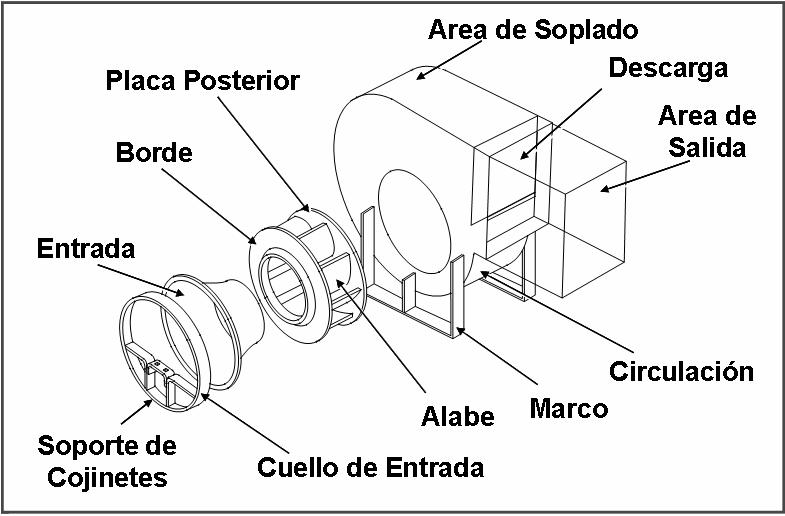 Area de Soplado
Descarga
Placa Posterior
Area de
Salida
Borde
Entrada
Circulación
Marco
Alabe
Soporte de
Cojinetes
Cuello de Entrada